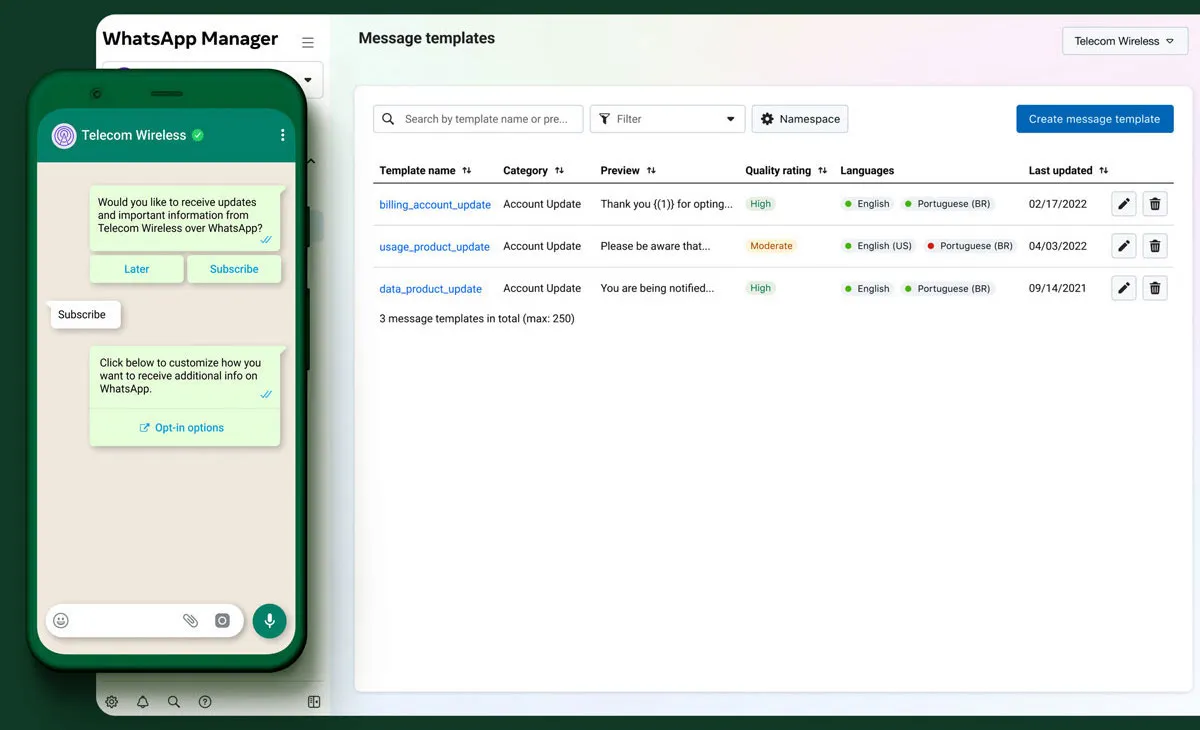 WhatsApp Manager
Message templates
Telecom Wireless
Search by template name or pre...
Filter
Namespace
Create message template
Template name Category Preview Quality rating Languages Last updated
billing_account_update Account Update Thank you {(1)} for opting... High English Portuguese (BR) 02/17/2022
usage_product_update Account Update Please be aware that... Moderate English (US) Portuguese (BR) 04/03/2022
data_product_update Account Update You are being notified... High English Portuguese (BR) 09/14/2021
3 message templates in total (max: 250)
Telecom Wireless
Would you like to receive updates
and important information from
Telecom Wireless over WhatsApp?
Later Subscribe
Subscribe
Click below to customize how you
want to receive additional info on
WhatsApp.
Opt-in options